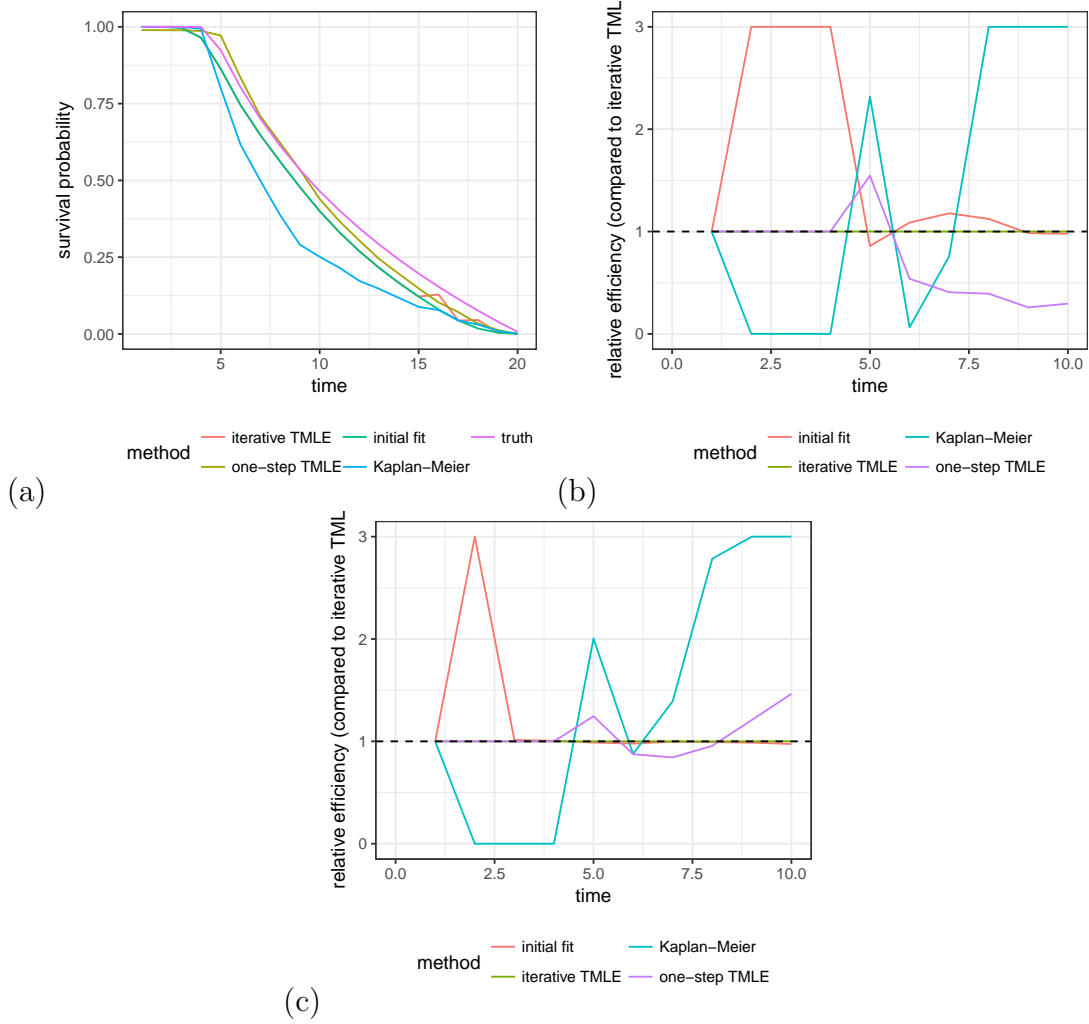 survival probability
1.00
0.75
0.50
0.25
0.00
5
10
15
20
time
method
iterative TMLE
initial fit
truth
one−step TMLE
Kaplan−Meier
(a)
relative efficiency (compared to iterative TML
3
2
1
0
0.0
2.5
5.0
7.5
10.0
time
method
initial fit
Kaplan−Meier
iterative TMLE
one−step TMLE
(b)
relative efficiency (compared to iterative TML
3
2
1
0
0.0
2.5
5.0
7.5
10.0
time
method
initial fit
Kaplan−Meier
iterative TMLE
one−step TMLE
(c)